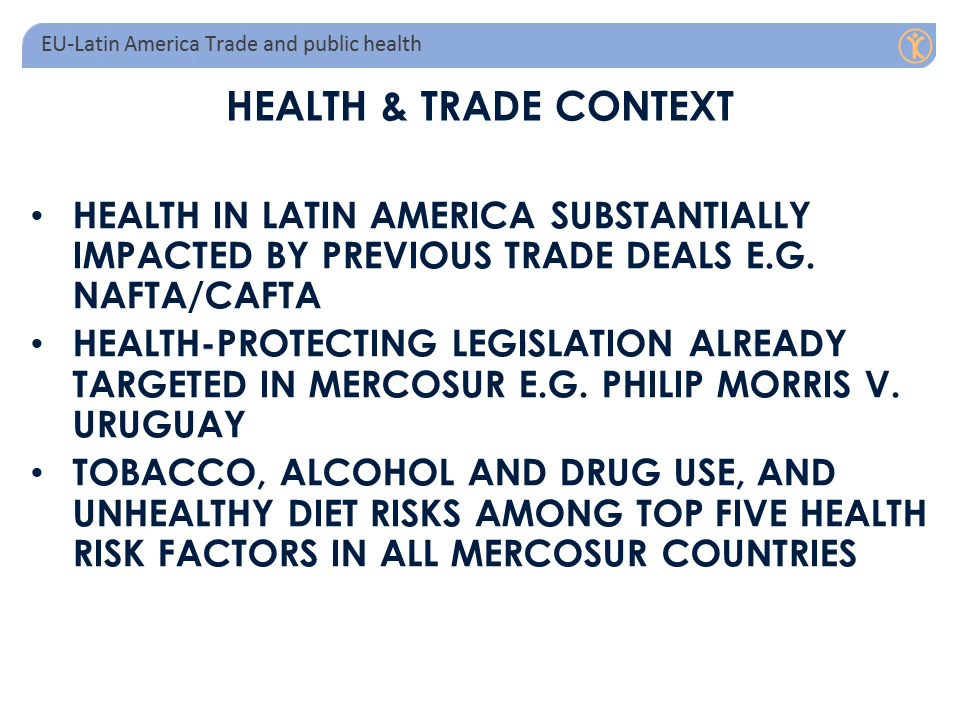 EU-Latin America Trade and public health
HEALTH & TRADE CONTEXT
• HEALTH IN LATIN AMERICA SUBSTANTIALLY
IMPACTED BY PREVIOUS TRADE DEALS E.G.
NAFTA/CAFTA
• HEALTH-PROTECTING LEGISLATION ALREADY
TARGETED IN MERCOSUR E.G. PHILIP MORRIS V.
URUGUAY
• TOBACCO, ALCOHOL AND DRUG USE, AND
UNHEALTHY DIET RISKS AMONG TOP FIVE HEALTH
RISK FACTORS IN ALL MERCOSUR COUNTRIES